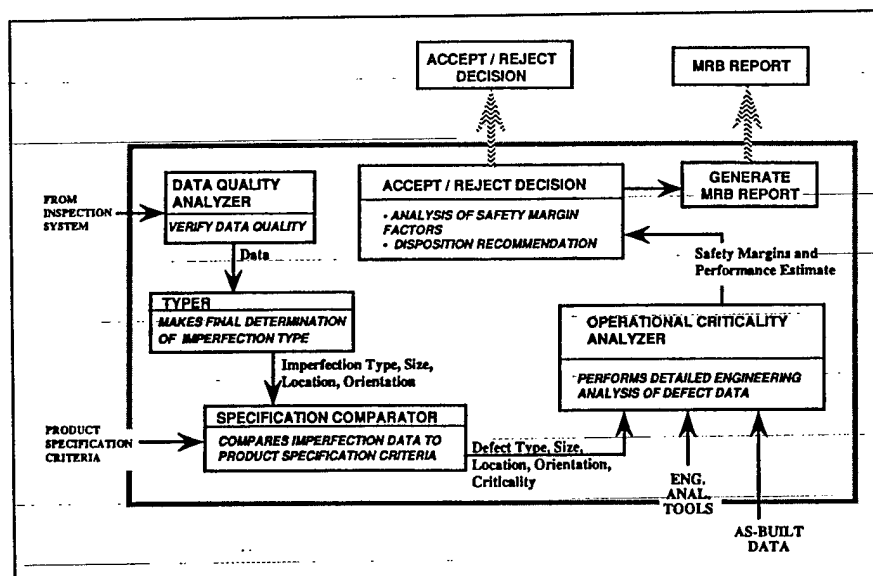 ACCEPT / REJECT
DECISION
MRB REPORT
FROM
INSPECTION
SYSTEM
DATA QUALITY
ANALYZER
VERIFY DATA QUALITY
ACCEPT / REJECT DECISION
• ANALYSIS OF SAFETY MARGIN
FACTORS
• DISPOSITION RECOMMENDATION
GENERATE
MRB REPORT
Data
Safety Margins and
Performance Estimate
TYPER
MAKES FINAL DETERMINATION
OF IMPERFECTION TYPE
OPERATIONAL CRITICALITY
ANALYZER
PERFORMS DETAILED ENGINEERING
ANALYSIS OF DEFECT DATA
Imperfection Type, Size,
Location, Orientation
PRODUCT
SPECIFICATION
CRITERIA
SPECIFICATION COMPARATOR
COMPARES IMPERFECTION DATA TO
PRODUCT SPECIFICATION CRITERIA
Defect Type, Size,
Location, Orientation,
Criticality
ENG.
ANAL.
TOOLS
AS-BUILT
DATA